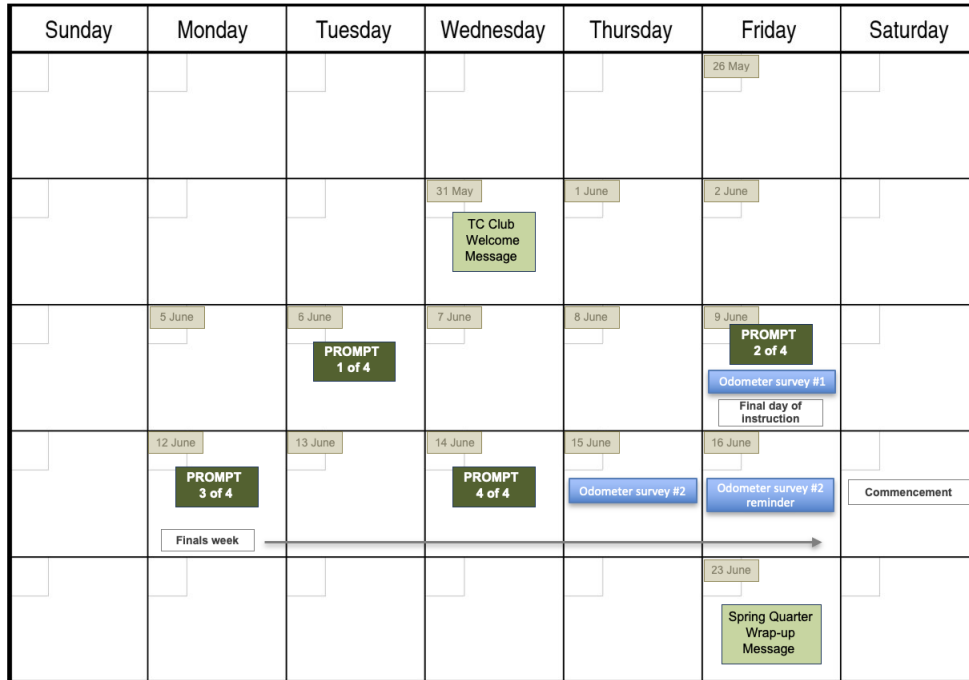 Sunday
Monday
Tuesday
Wednesday
Thursday
Friday
Saturday
26 May
31 May
1 June
2 June
TC Club
Welcome
Message
5 June
6 June
7 June
8 June
9 June
PROMPT
1 of 4
PROMPT
2 of 4
Odometer survey #1
Final day of
instruction
12 June
13 June
14 June
15 June
16 June
PROMPT
3 of 4
PROMPT
4 of 4
Odometer survey #2
Odometer survey #2
reminder
Commencement
Finals week
23 June
Spring Quarter
Wrap-up
Message